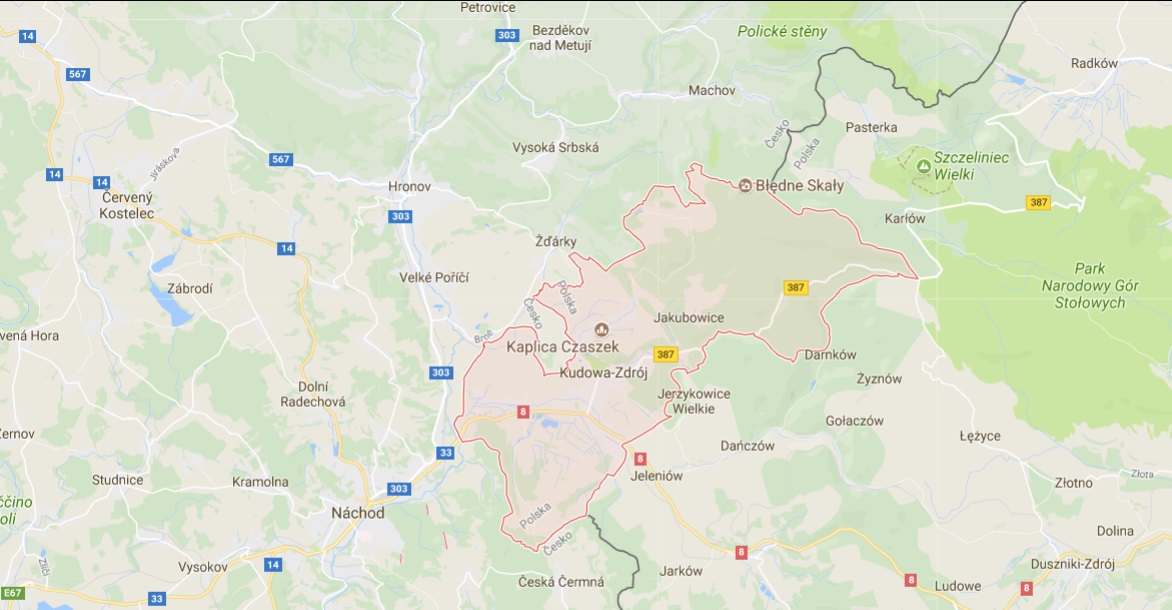 Petrovice
14
303
Bezděkov
nad Metují
Polické stěny
567
Radków
Machov
Česko
Polska
Pasterka
Vysoká Srbská
567
Jiráskova
Szczeliniec
Wielki
14
14
Hronov
Błędne Skały
Červený
Kostelec
387
303
Karłów
14
Žďárky
Velké Poříčí
Park
Narodowy Gór
Stołowych
Zábrodí
387
Polska
Česko
Jakubowice
vená Hora
Brné
Kaplica Czaszek
387
Darnków
303
Kudowa-Zdrój
Żyznów
Dolní
Radechová
Jerzykowice
Wielkie
8
Gołaczów
Zernov
Łężyce
Dańczów
33
8
Studnice
Kramolna
Jeleniów
Złotno
Złota
303
ččino
oli
Náchod
Polska
Dolina
Česko
8
Vysokov
14
Zliči
Duszniki-Zdrój
Jarków
Česká Čermná
8
Ludowe
8
E67
33